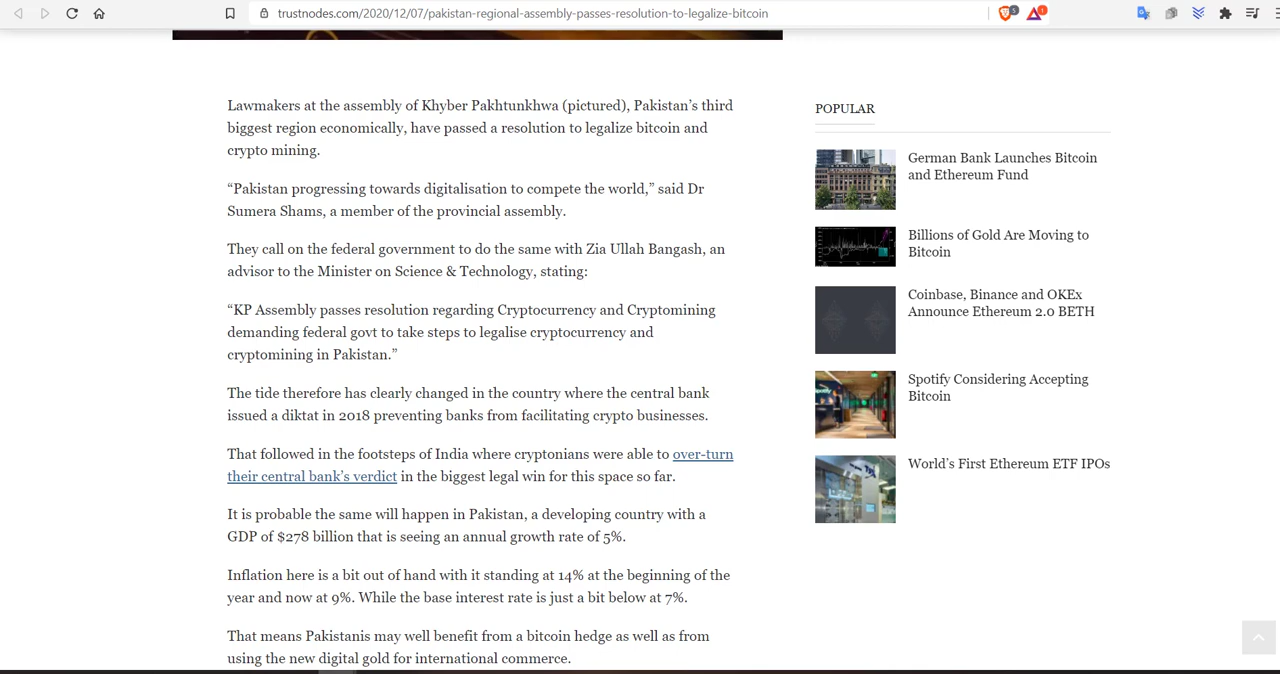 trustnodes.com/2020/12/07/pakistan-regional-assembly-passes-resolution-to-legalize-bitcoin
5
1
Lawmakers at the assembly of Khyber Pakhtunkhwa (pictured), Pakistan’s third
biggest region economically, have passed a resolution to legalize bitcoin and
crypto mining.
“Pakistan progressing towards digitalisation to compete the world,” said Dr
Sumera Shams, a member of the provincial assembly.
They call on the federal government to do the same with Zia Ullah Bangash, an
advisor to the Minister on Science & Technology, stating:
“KP Assembly passes resolution regarding Cryptocurrency and Cryptomining
demanding federal govt to take steps to legalise cryptocurrency and
cryptomining in Pakistan.”
The tide therefore has clearly changed in the country where the central bank
issued a diktat in 2018 preventing banks from facilitating crypto businesses.
That followed in the footsteps of India where cryptonians were able to over-turn
their central bank’s verdict in the biggest legal win for this space so far.
It is probable the same will happen in Pakistan, a developing country with a
GDP of $278 billion that is seeing an annual growth rate of 5%.
Inflation here is a bit out of hand with it standing at 14% at the beginning of the
year and now at 9%. While the base interest rate is just a bit below at 7%.
That means Pakistanis may well benefit from a bitcoin hedge as well as from
using the new digital gold for international commerce.
POPULAR
German Bank Launches Bitcoin
and Ethereum Fund
Billions of Gold Are Moving to
Bitcoin
Coinbase, Binance and OKEx
Announce Ethereum 2.0 BETH
Spotify Considering Accepting
Bitcoin
World’s First Ethereum ETF IPOs